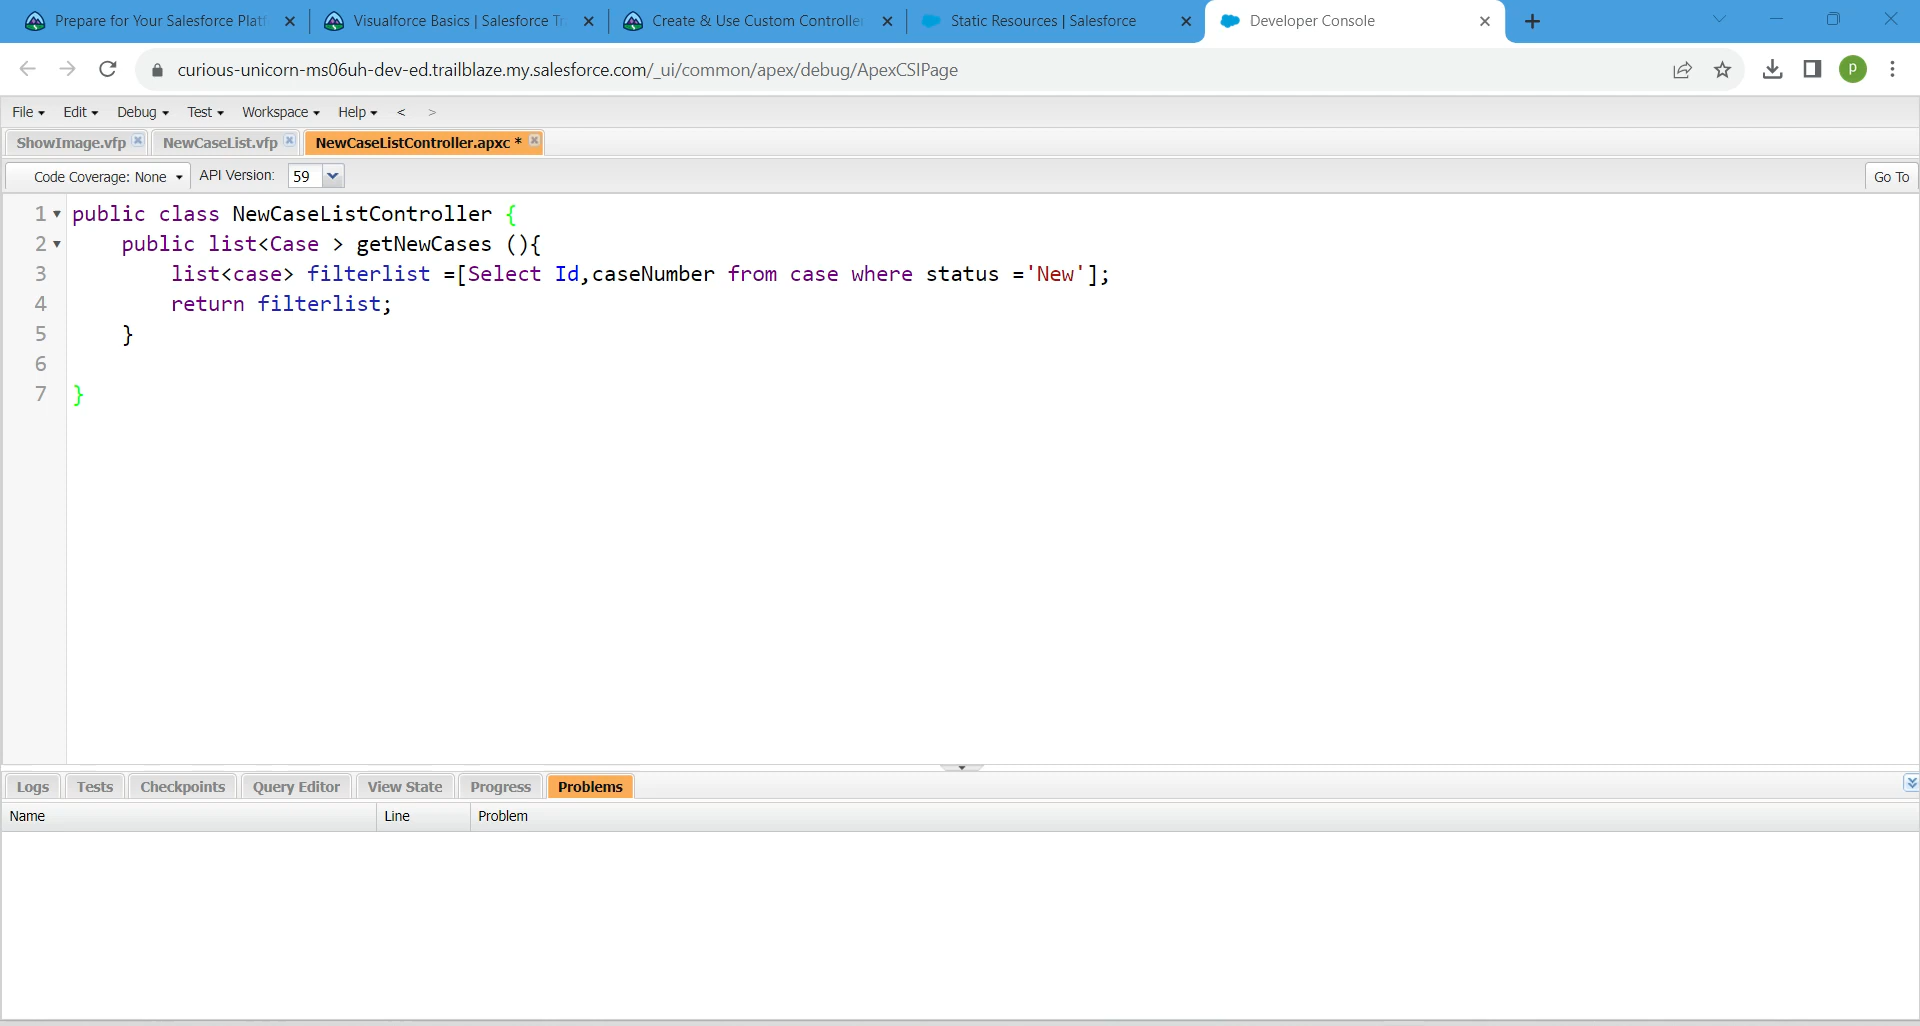 Prepare for Your Salesforce Platf
Visualforce Basics | Salesforce Tr
Create & Use Custom Controller
Static Resources | Salesforce
Developer Console
curious-unicorn-ms06uh-dev-ed.trailblaze.my.salesforce.com/_ui/common/apex/debug/ApexCSIPage
P
File Edit Debug Test Workspace Help < >
ShowImage.vfp NewCaseList.vfp NewCaseListController.apxc *
Code Coverage: None API Version: 59 Go To
1 public class NewCaseListController {
2 public list<Case > getNewCases (){
3 list<case> filterlist =[Select Id,caseNumber from case where status ='New'];
4 return filterlist;
5 }
6
7 }
Logs Tests Checkpoints Query Editor View State Progress Problems
Name Line Problem